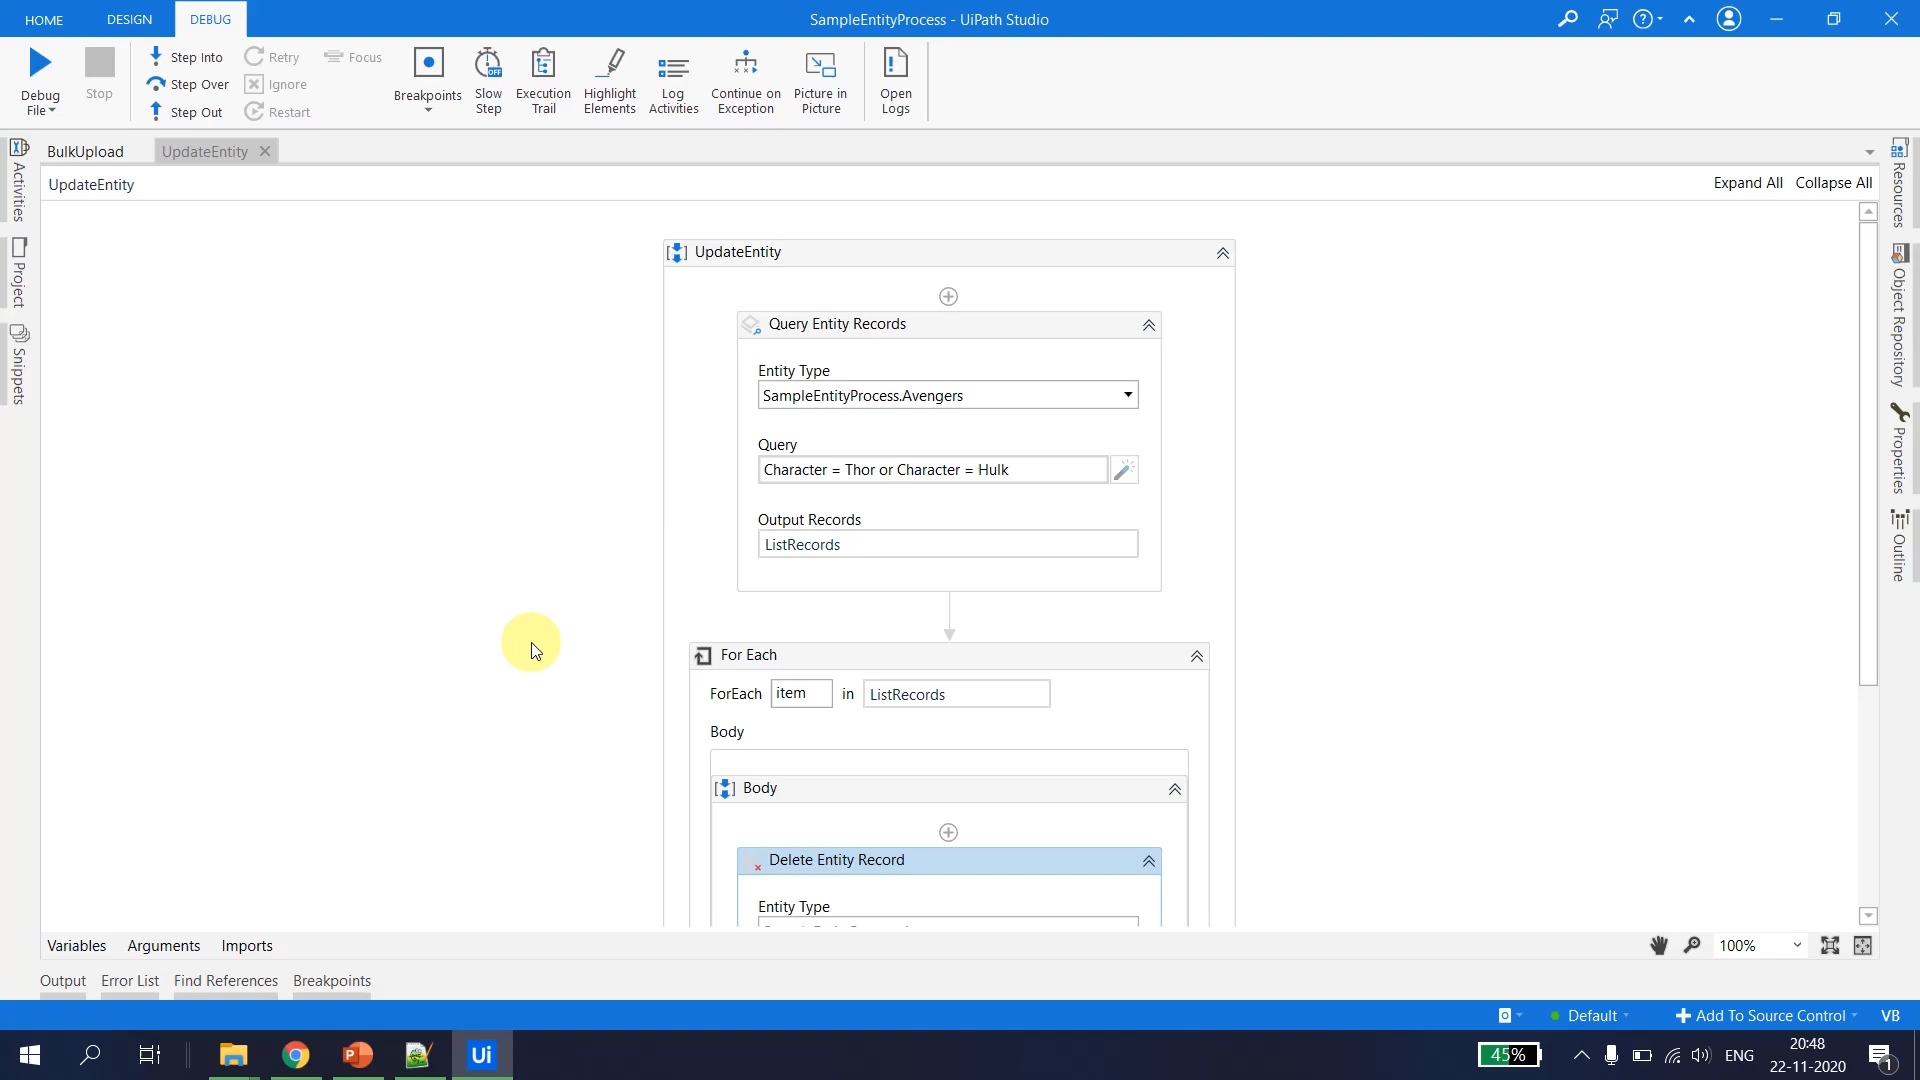 HOME
DESIGN
DEBUG
SampleEntityProcess - UiPath Studio
Debug File
Stop
Step Into
Step Over
Step Out
Retry
Ignore
Restart
Focus
Breakpoints
Slow Step
Execution Trail
Highlight Elements
Log Activities
Continue on Exception
Picture in Picture
Open Logs
BulkUpload
UpdateEntity
UpdateEntity
Expand All
Collapse All
Activities
Project
Snippets
Resources
Object Repository
Properties
Outline
UpdateEntity
Query Entity Records
Entity Type
SampleEntityProcess.Avengers
Query
Character = Thor or Character = Hulk
Output Records
ListRecords
For Each
ForEach item in ListRecords
Body
Body
Delete Entity Record
Entity Type
Variables
Arguments
Imports
100%
Output
Error List
Find References
Breakpoints
Default
Add To Source Control
VB
45%
ENG
20:48
22-11-2020
1